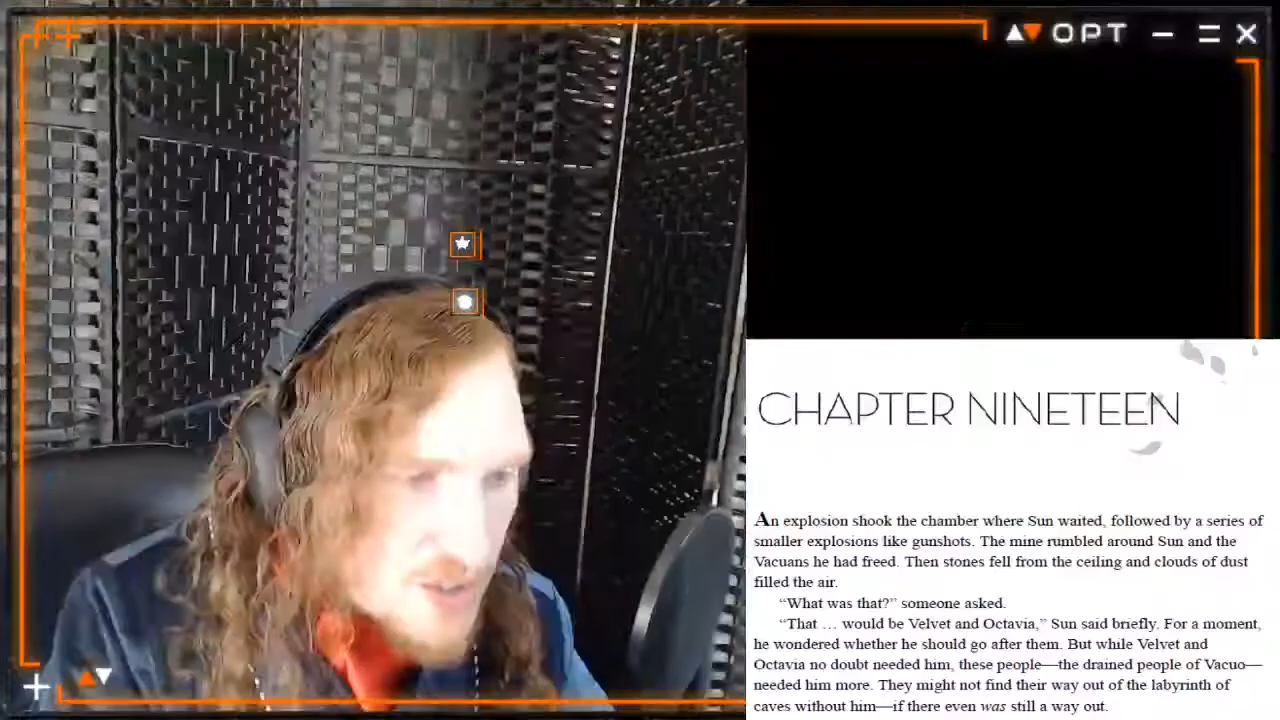 OPT
CHAPTER NINETEEN
An explosion shook the chamber where Sun waited, followed by a series of
smaller explosions like gunshots. The mine rumbled around Sun and the
Vacuans he had freed. Then stones fell from the ceiling and clouds of dust
filled the air.
“What was that?” someone asked.
“That … would be Velvet and Octavia,” Sun said briefly. For a moment,
he wondered whether he should go after them. But while Velvet and
Octavia no doubt needed him, these people—the drained people of Vacuo—
needed him more. They might not find their way out of the labyrinth of
caves without him—if there even was still a way out.